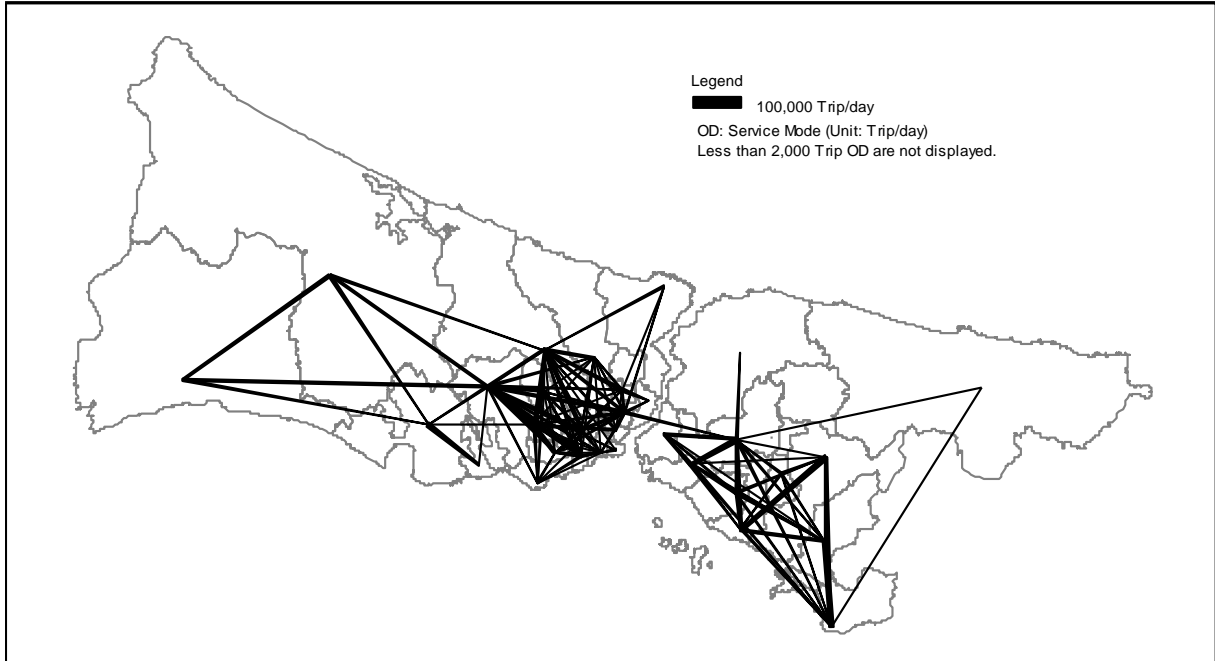 Legend
100,000 Trip/day
OD: Service Mode (Unit: Trip/day)
Less than 2,000 Trip OD are not displayed.